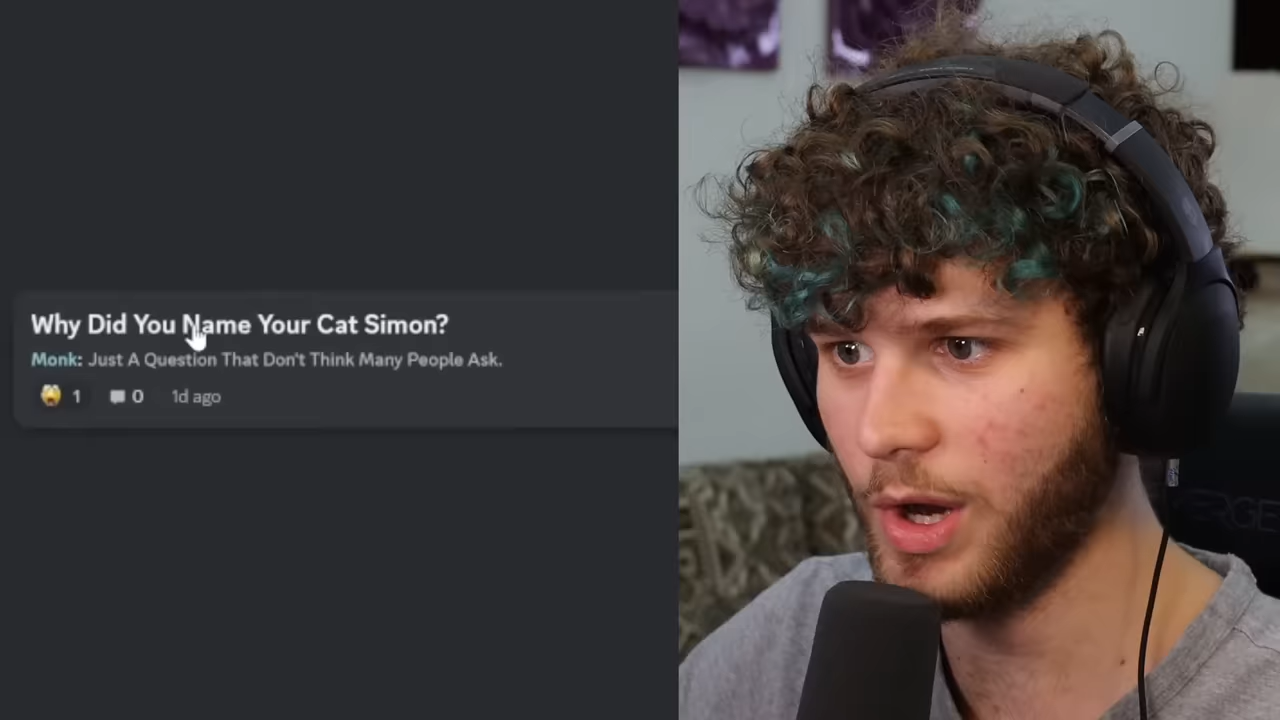 Why Did You Name Your Cat Simon?
Monk: Just A Question That Don't Think Many People Ask.
1 0 1d ago